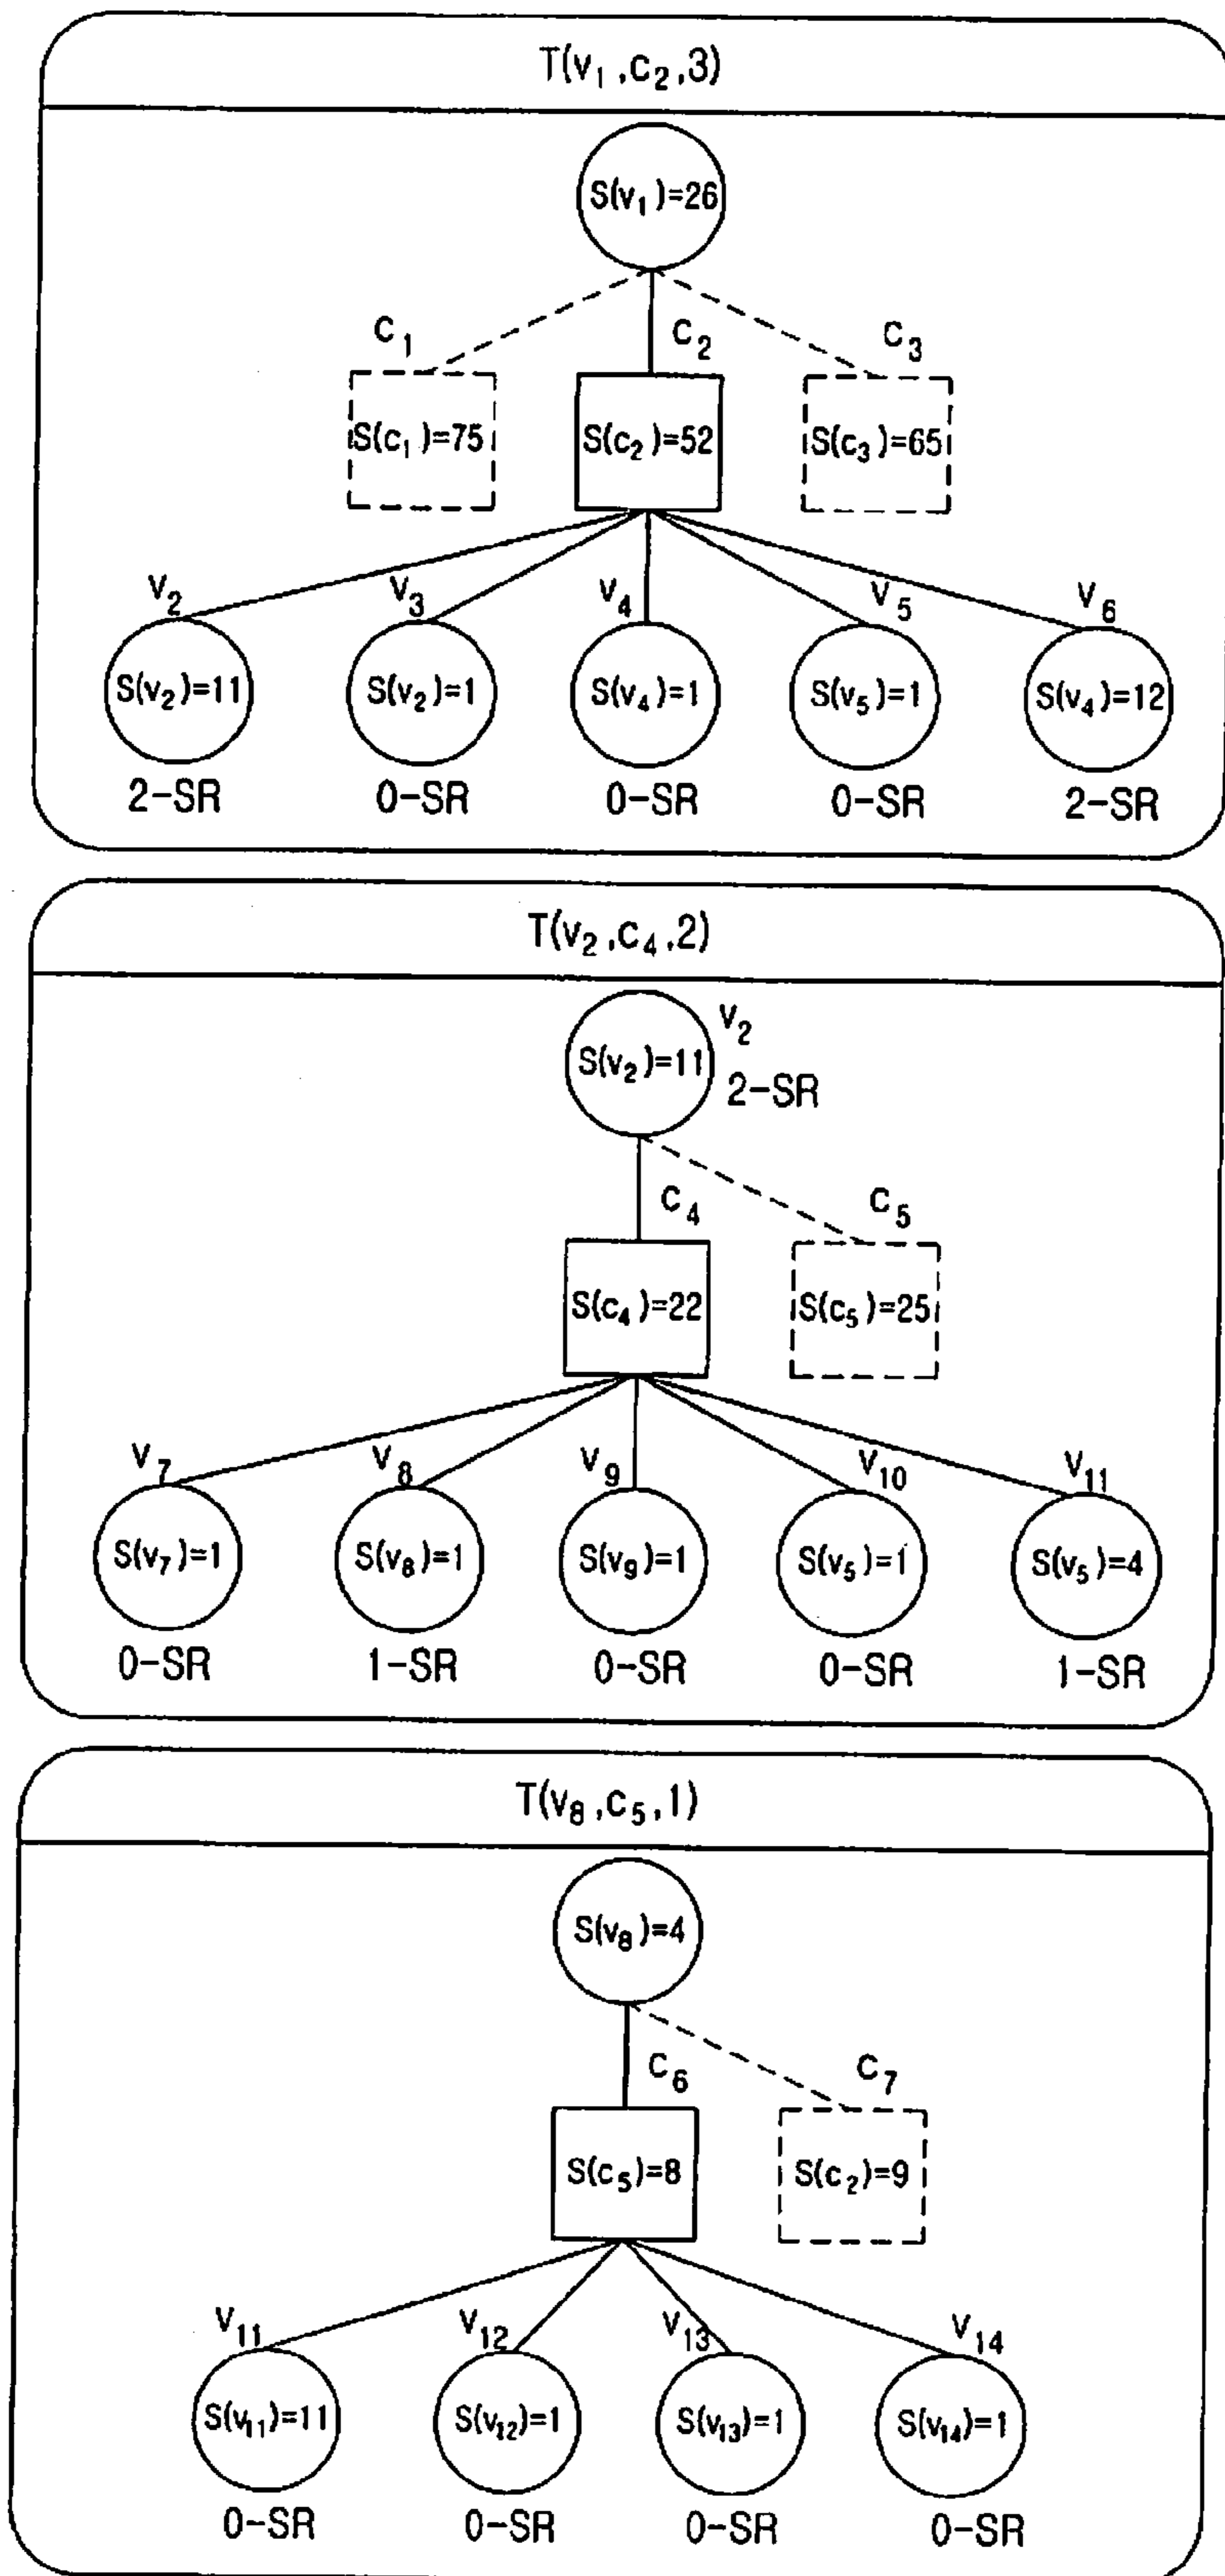 T(v₁,c₂,3)
S(v₁)=26
C₁ C₂ C₃
S(c₁)=75 S(c₂)=52 S(c₃)=65
V₂ V₃ V₄ V₅ V₆
S(v₂)=11 S(v₂)=1 S(v₄)=1 S(v₅)=1 S(v₄)=12
2-SR 0-SR 0-SR 0-SR 2-SR
T(v₂,c₄,2)
S(v₂)=11 V₂
2-SR
C₄ C₅
S(c₄)=22 S(c₅)=25
V₇ V₈ V₉ V₁₀ V₁₁
S(v₇)=1 S(v₈)=1 S(v₉)=1 S(v₅)=1 S(v₅)=4
0-SR 1-SR 0-SR 0-SR 1-SR
T(v₈,c₅,1)
S(v₈)=4
C₆ C₇
S(c₅)=8 S(c₂)=9
V₁₁ V₁₂ V₁₃ V₁₄
S(v₁₁)=11 S(v₁₂)=1 S(v₁₃)=1 S(v₁₄)=1
0-SR 0-SR 0-SR 0-SR